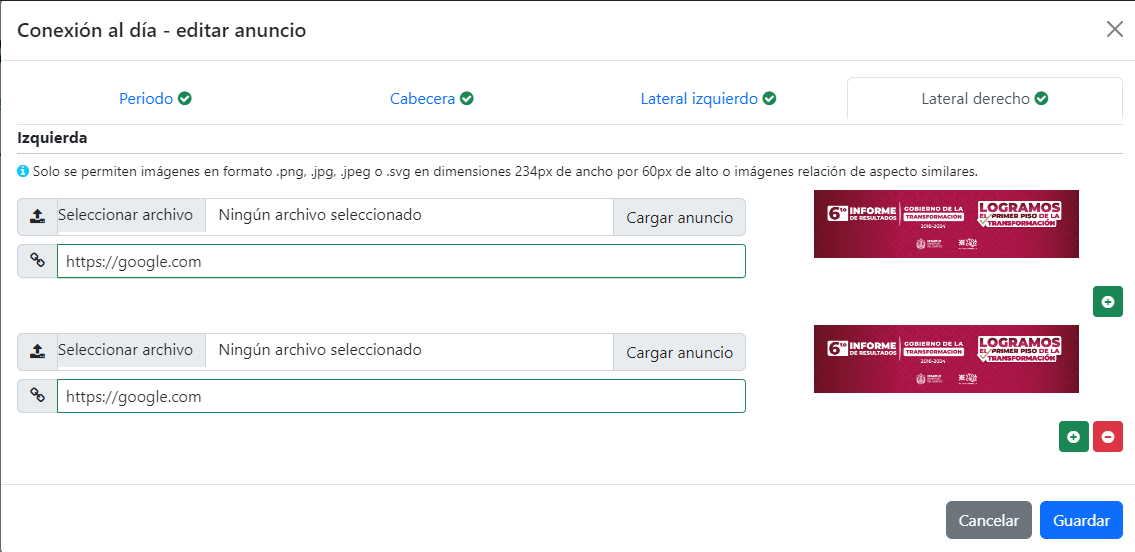 Conexión al día - editar anuncio
Periodo
Cabecera
Lateral izquierdo
Lateral derecho
Izquierda
Solo se permiten imágenes en formato .png, .jpg, .jpeg o .svg en dimensiones 234px de ancho por 60px de alto o imágenes relación de aspecto similares.
Seleccionar archivo Ningún archivo seleccionado Cargar anuncio
https://google.com
6to INFORME DE RESULTADOS
GOBIERNO DE LA TRANSFORMACIÓN
2018-2024
LOGRAMOS
EL PRIMER PISO DE LA
TRANSFORMACIÓN
Seleccionar archivo Ningún archivo seleccionado Cargar anuncio
https://google.com
6to INFORME DE RESULTADOS
GOBIERNO DE LA TRANSFORMACIÓN
2018-2024
LOGRAMOS
EL PRIMER PISO DE LA
TRANSFORMACIÓN
Cancelar
Guardar